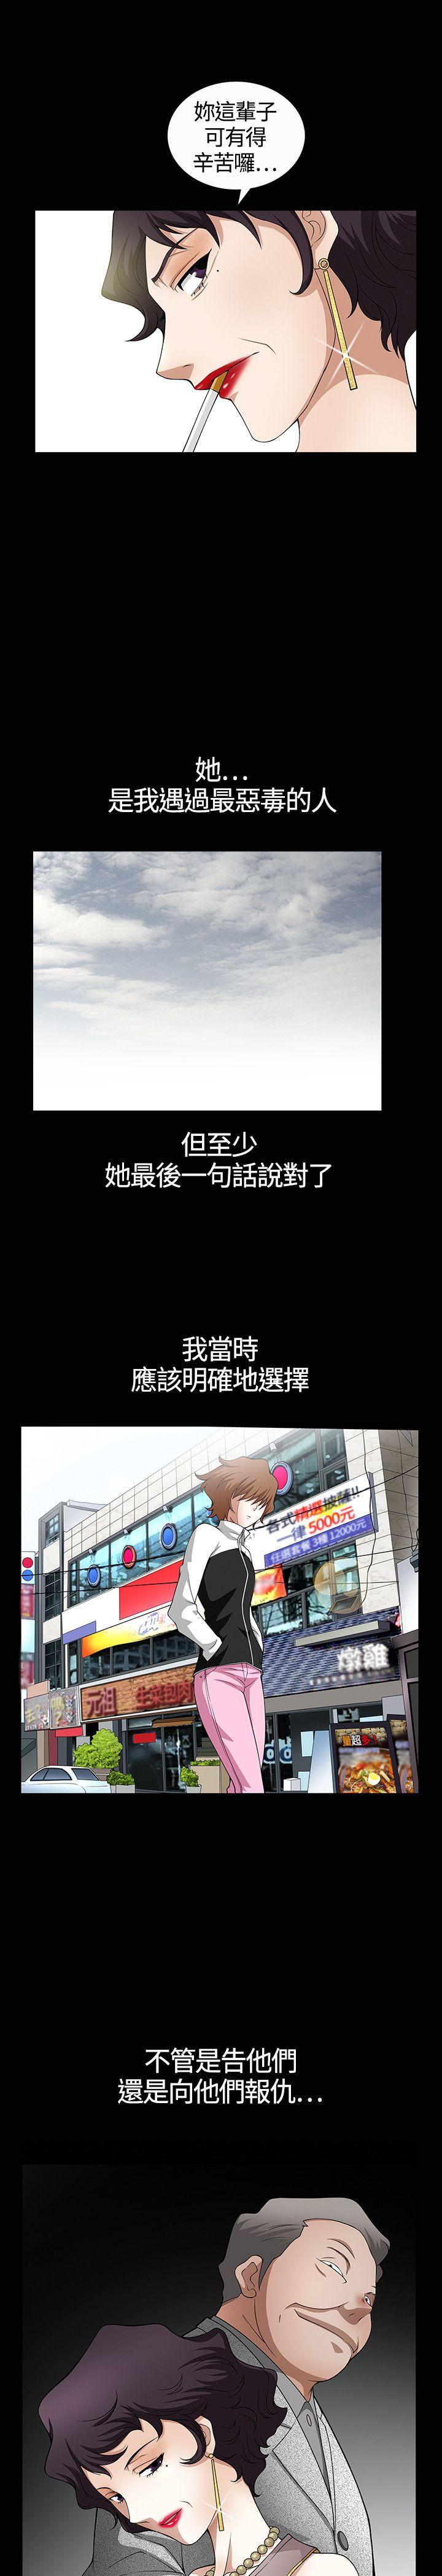 妳這輩子
可有得
辛苦囉...
她...
是我遇過最惡毒的人
但至少
她最後一句話說對了
我當時
應該明確地選擇
各式精選披薩!!
一律 5000元
任選套餐 3種 12000元
元祖
超多
不管是告他們
還是向他們報仇...